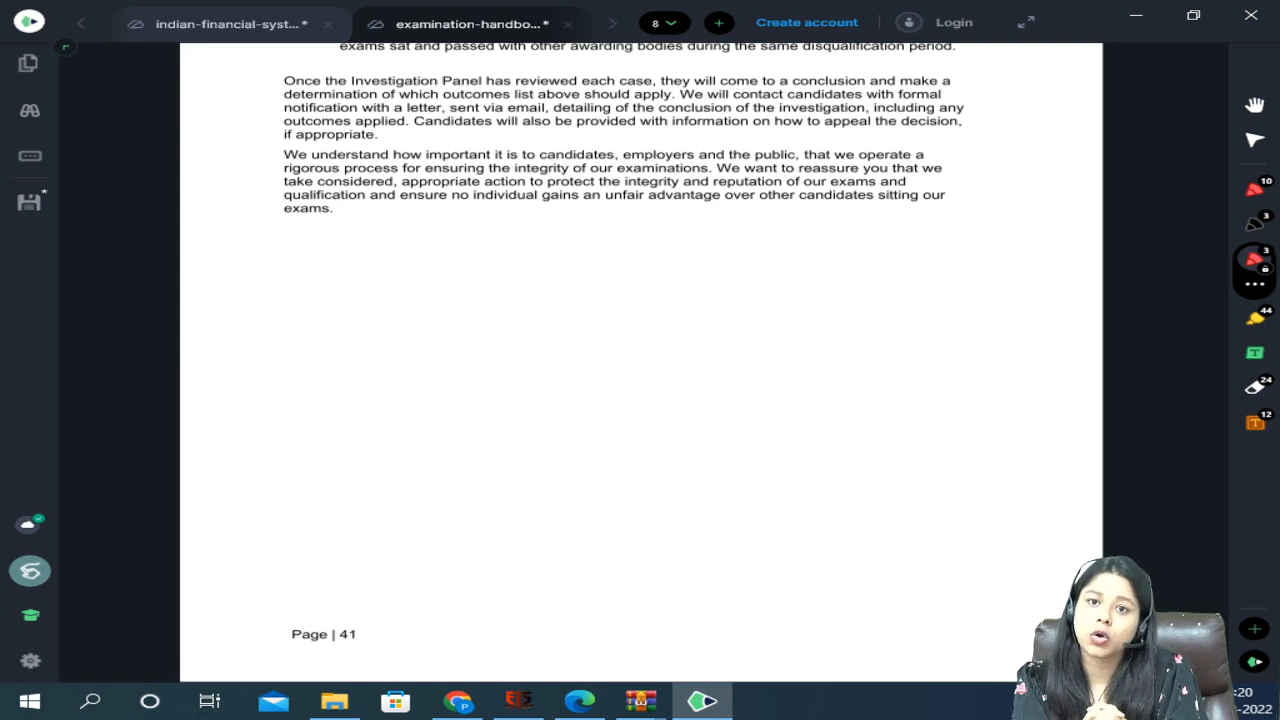 indian-financial-syst...*
examination-handbo...*
8
Create account
Login
exams sat and passed with other awarding bodies during the same disqualification period.
Once the Investigation Panel has reviewed each case, they will come to a conclusion and make a
determination of which outcomes list above should apply. We will contact candidates with formal
notification with a letter, sent via email, detailing of the conclusion of the investigation, including any
outcomes applied. Candidates will also be provided with information on how to appeal the decision,
if appropriate.
We understand how important it is to candidates, employers and the public, that we operate a
rigorous process for ensuring the integrity of our examinations. We want to reassure you that we
take considered, appropriate action to protect the integrity and reputation of our exams and
qualification and ensure no individual gains an unfair advantage over other candidates sitting our
exams.
Page | 41
10
3
3
44
T
24
T
12
:20
-2022